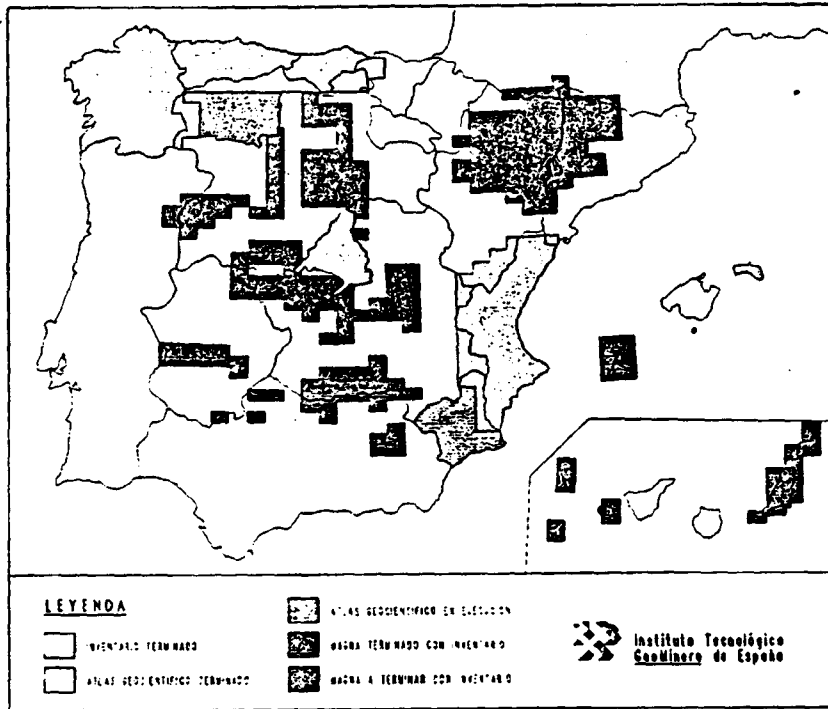 LEYENDA
INVENTARIO TERMINADO
ATLAS GEOCIENTIFICO TERMINADO
ATLAS GEOCIENTIFICO EN EJECUCION
MAGNA TERMINADO CON INVENTARIO
MAGNA A TERMINAR CON INVENTARIO
Instituto Tecnológico
GeoMinero de España